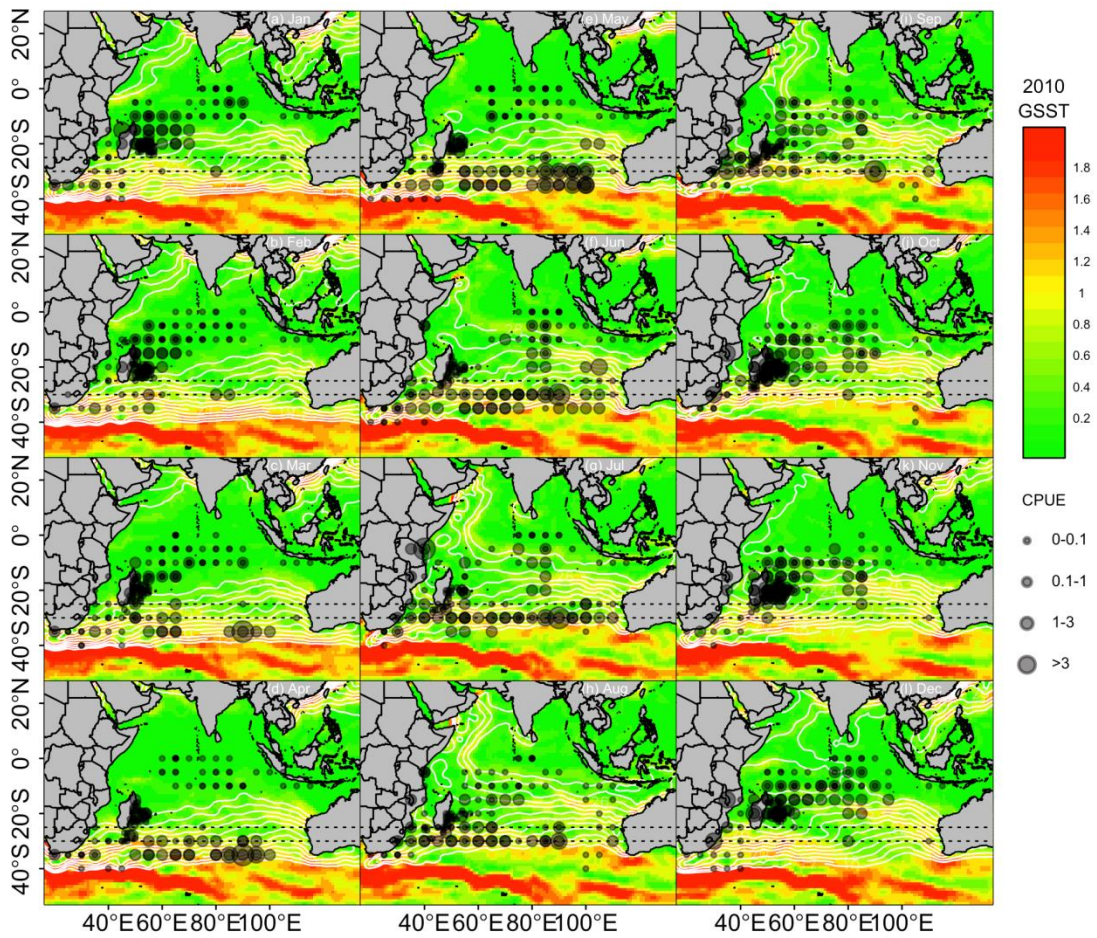 (a) Jan
(e) May
(i) Sep
20°N
0°
20°S
40°S
(b) Feb
(f) Jun
(j) Oct
20°N
0°
20°S
40°S
(c) Mar
(g) Jul
(k) Nov
20°N
0°
20°S
40°S
(d) Apr
(h) Aug
(l) Dec
20°N
0°
20°S
40°S
40°E 60°E 80°E 100°E
40°E 60°E 80°E 100°E
40°E 60°E 80°E 100°E
2010
GSST
1.8
1.6
1.4
1.2
1
0.8
0.6
0.4
0.2
CPUE
0-0.1
0.1-1
1-3
>3